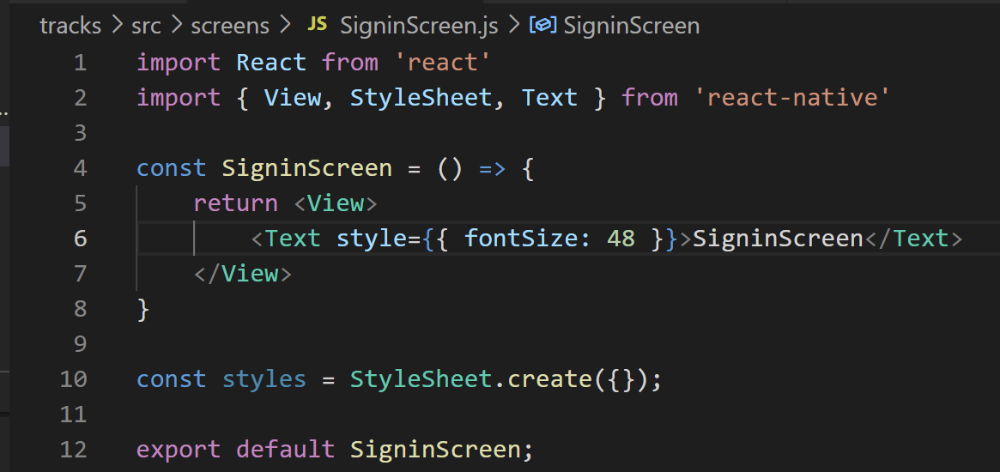 tracks > src > screens > JS SigninScreen.js > SigninScreen
1 import React from 'react'
2 import { View, StyleSheet, Text } from 'react-native'
3
4 const SigninScreen = () => {
5     return <View>
6         <Text style={{ fontSize: 48 }}>SigninScreen</Text>
7     </View>
8 }
9
10 const styles = StyleSheet.create({});
11
12 export default SigninScreen;